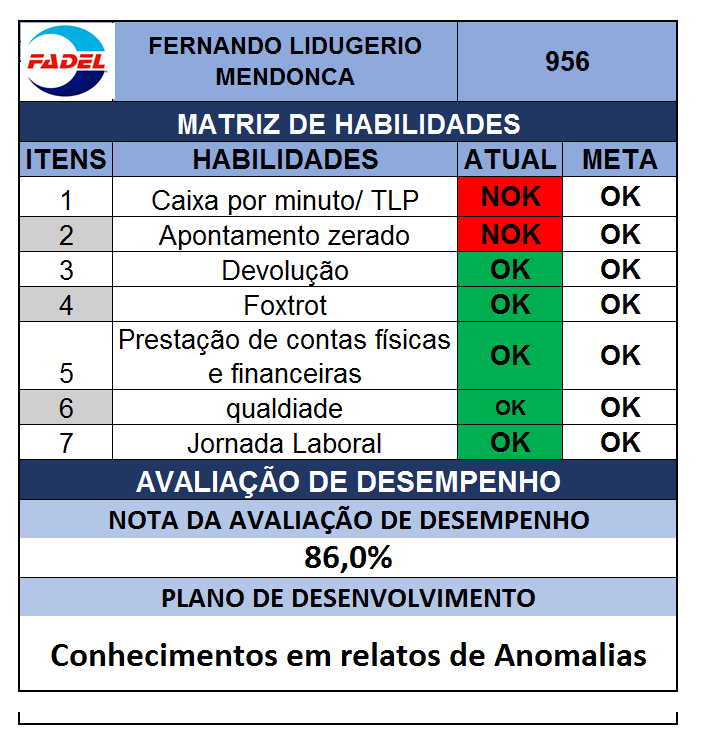 FADEL
FERNANDO LIDUGERIO
MENDONCA
956
MATRIZ DE HABILIDADES
ITENS HABILIDADES ATUAL META
1 Caixa por minuto/ TLP NOK OK
2 Apontamento zerado NOK OK
3 Devolução OK OK
4 Foxtrot OK OK
5 Prestação de contas físicas
e financeiras OK OK
6 qualdiade OK OK
7 Jornada Laboral OK OK
AVALIAÇÃO DE DESEMPENHO
NOTA DA AVALIAÇÃO DE DESEMPENHO
86,0%
PLANO DE DESENVOLVIMENTO
Conhecimentos em relatos de Anomalias